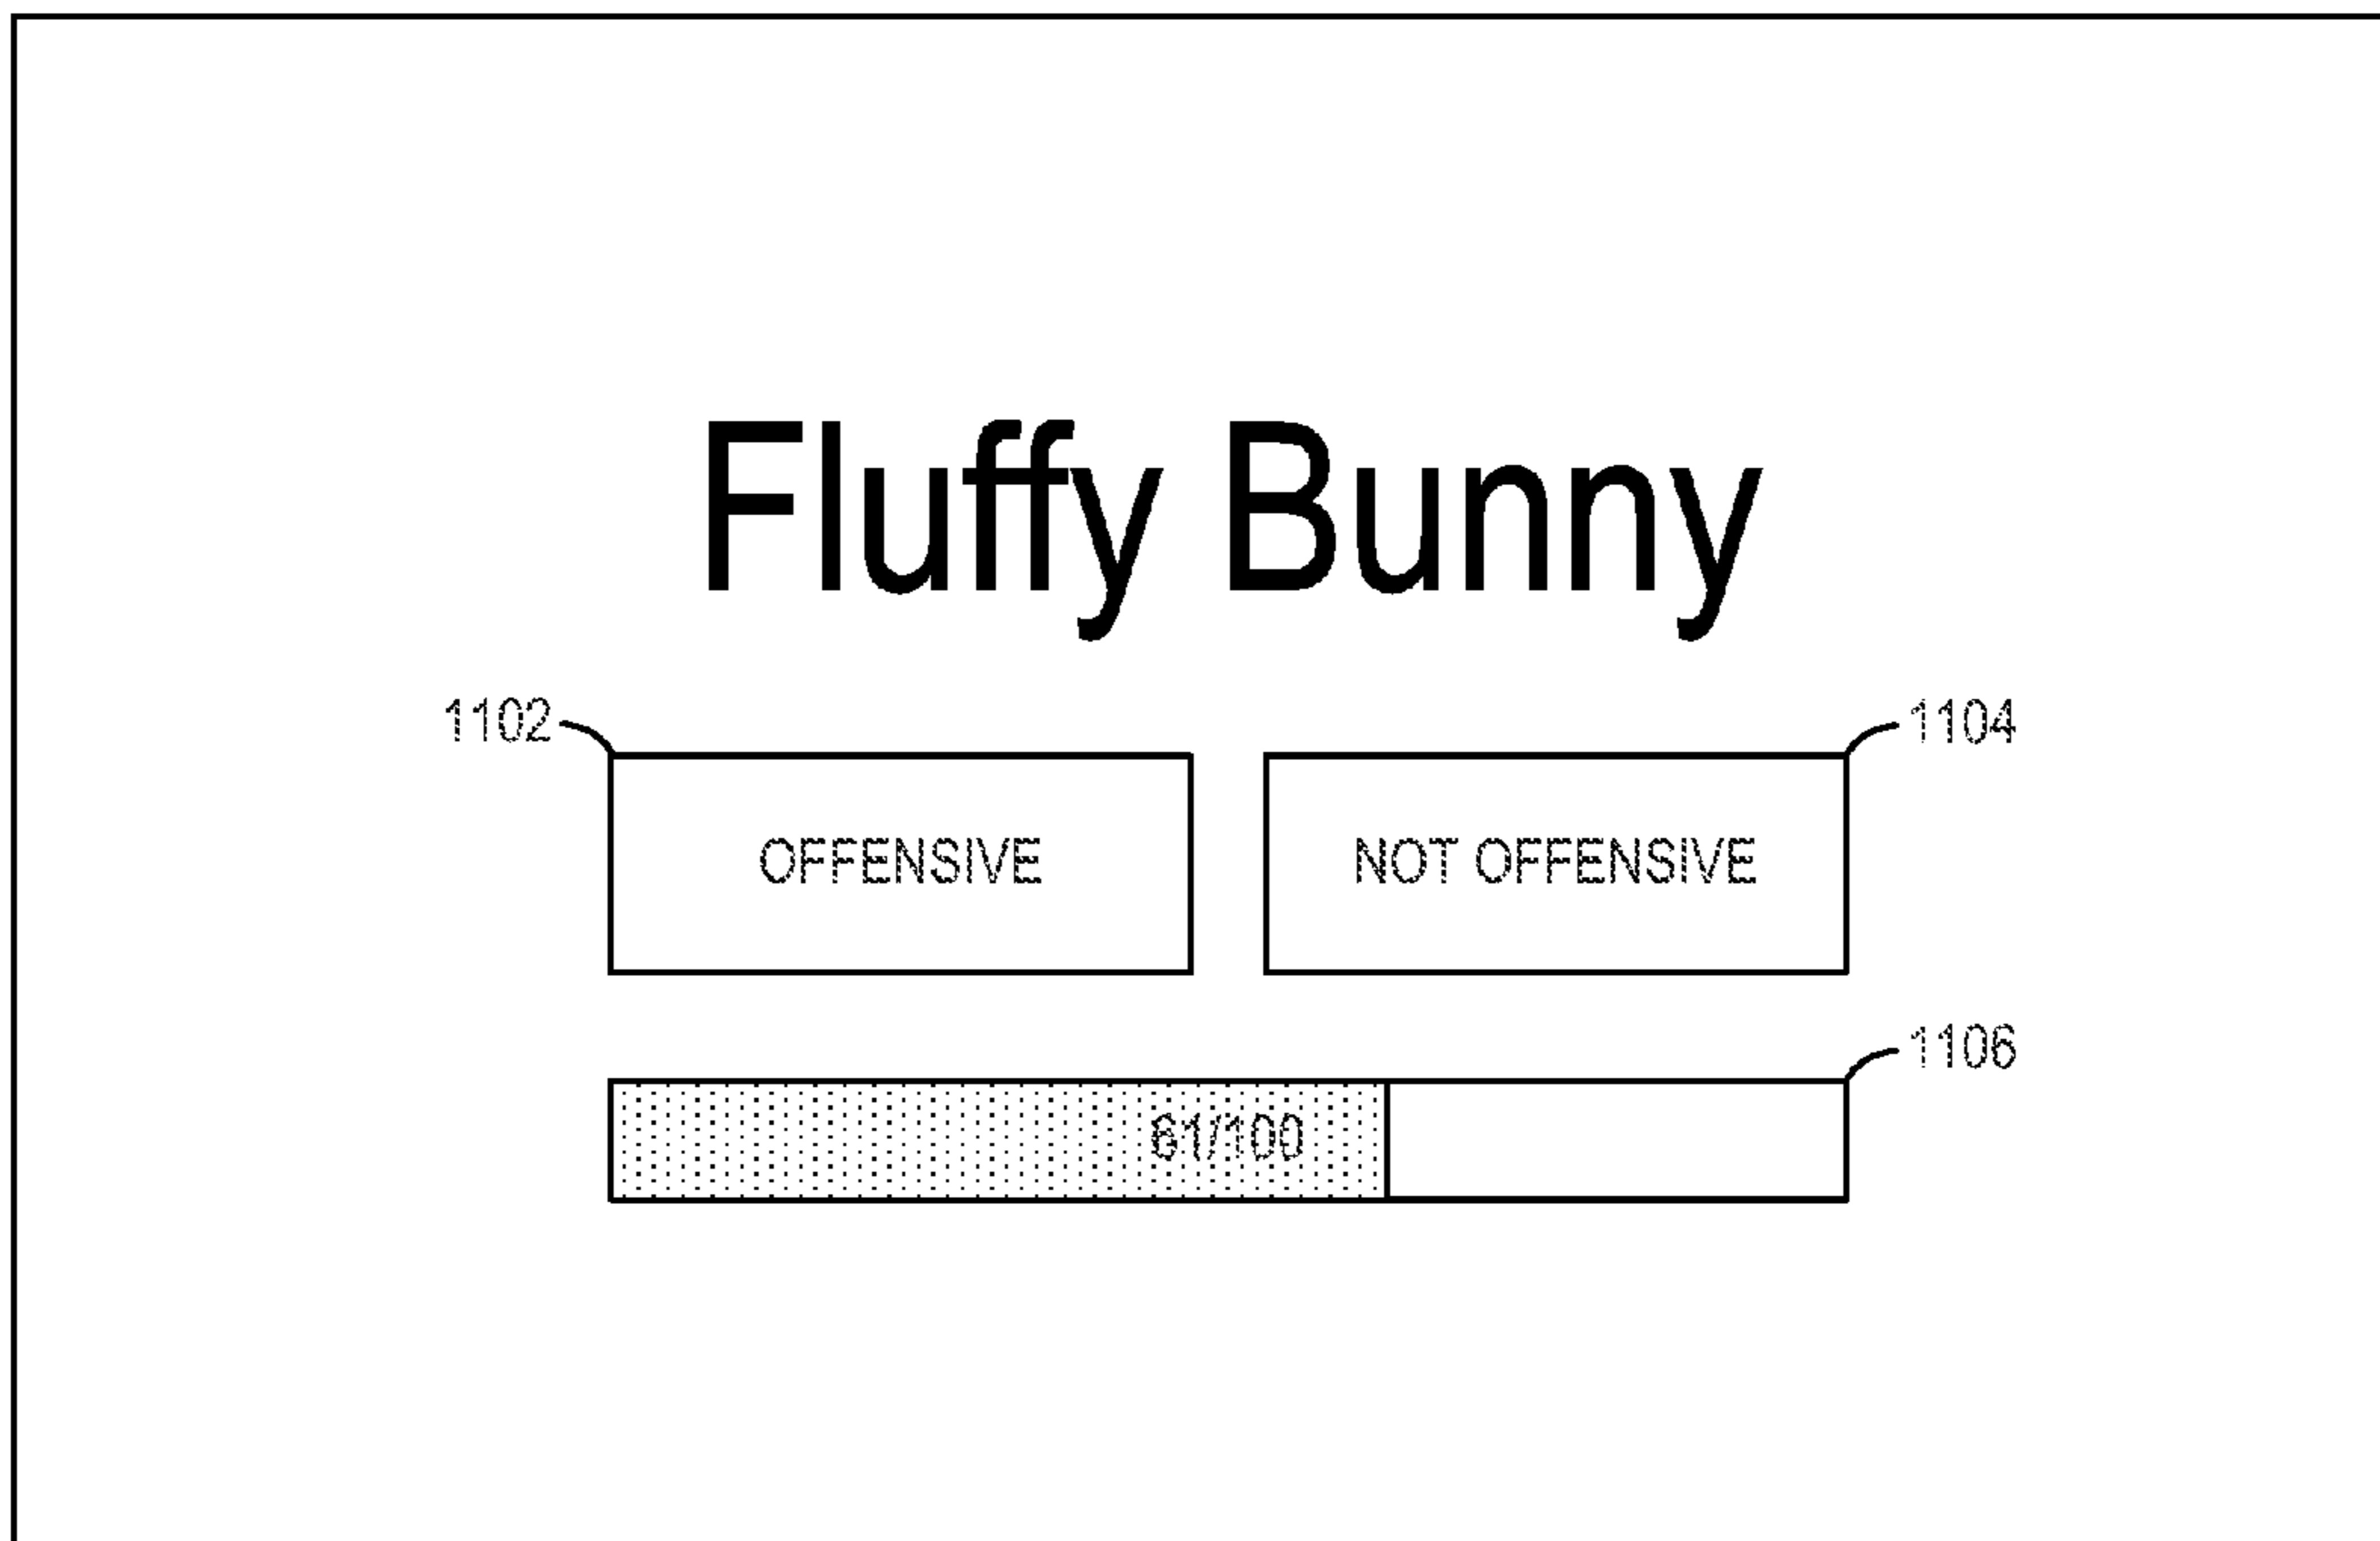 Fluffy Bunny
1102
1104
OFFENSIVE
NOT OFFENSIVE
1106
61/100